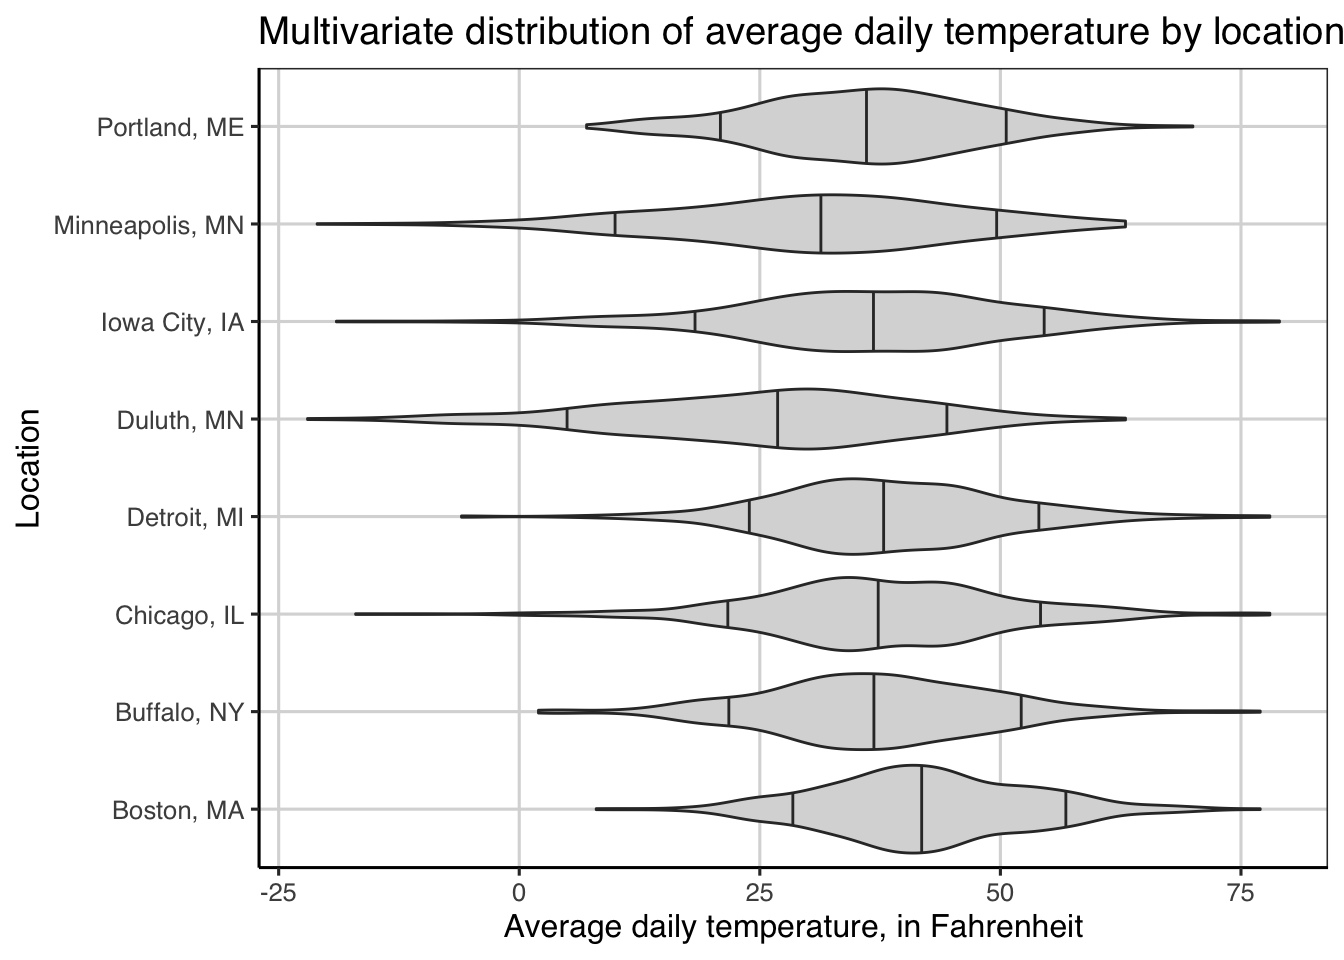 Multivariate distribution of average daily temperature by location
Portland, ME
Minneapolis, MN
Iowa City, IA
Duluth, MN
Detroit, MI
Chicago, IL
Buffalo, NY
Boston, MA
Location
-25 0 25 50 75
Average daily temperature, in Fahrenheit